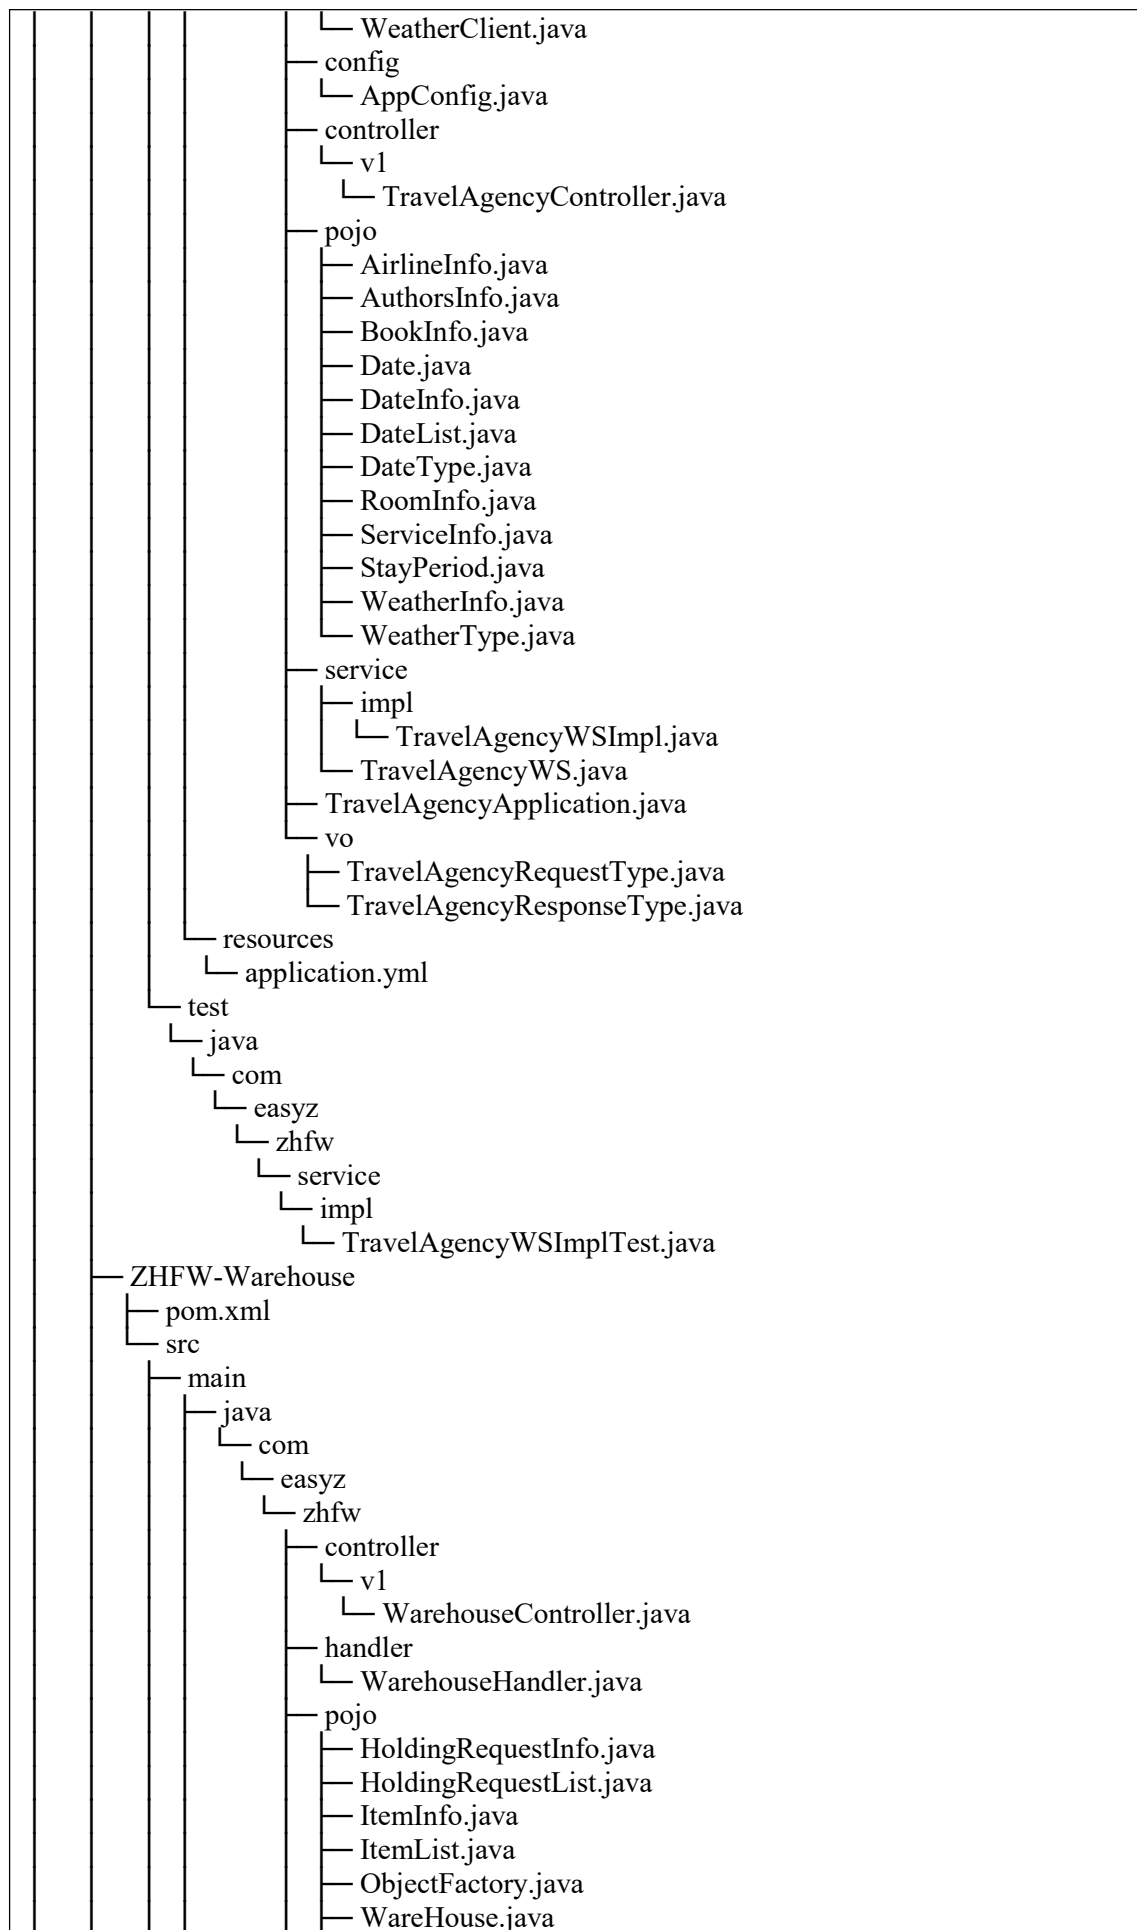 WeatherClient.java
config
AppConfig.java
controller
v1
TravelAgencyController.java
pojo
AirlineInfo.java
AuthorsInfo.java
BookInfo.java
Date.java
DateInfo.java
DateList.java
DateType.java
RoomInfo.java
ServiceInfo.java
StayPeriod.java
WeatherInfo.java
WeatherType.java
service
impl
TravelAgencyWSImpl.java
TravelAgencyWS.java
TravelAgencyApplication.java
vo
TravelAgencyRequestType.java
TravelAgencyResponseType.java
resources
application.yml
test
java
com
easyz
zhfw
service
impl
TravelAgencyWSImplTest.java
ZHFW-Warehouse
pom.xml
src
main
java
com
easyz
zhfw
controller
v1
WarehouseController.java
handler
WarehouseHandler.java
pojo
HoldingRequestInfo.java
HoldingRequestList.java
ItemInfo.java
ItemList.java
ObjectFactory.java
WareHouse.java